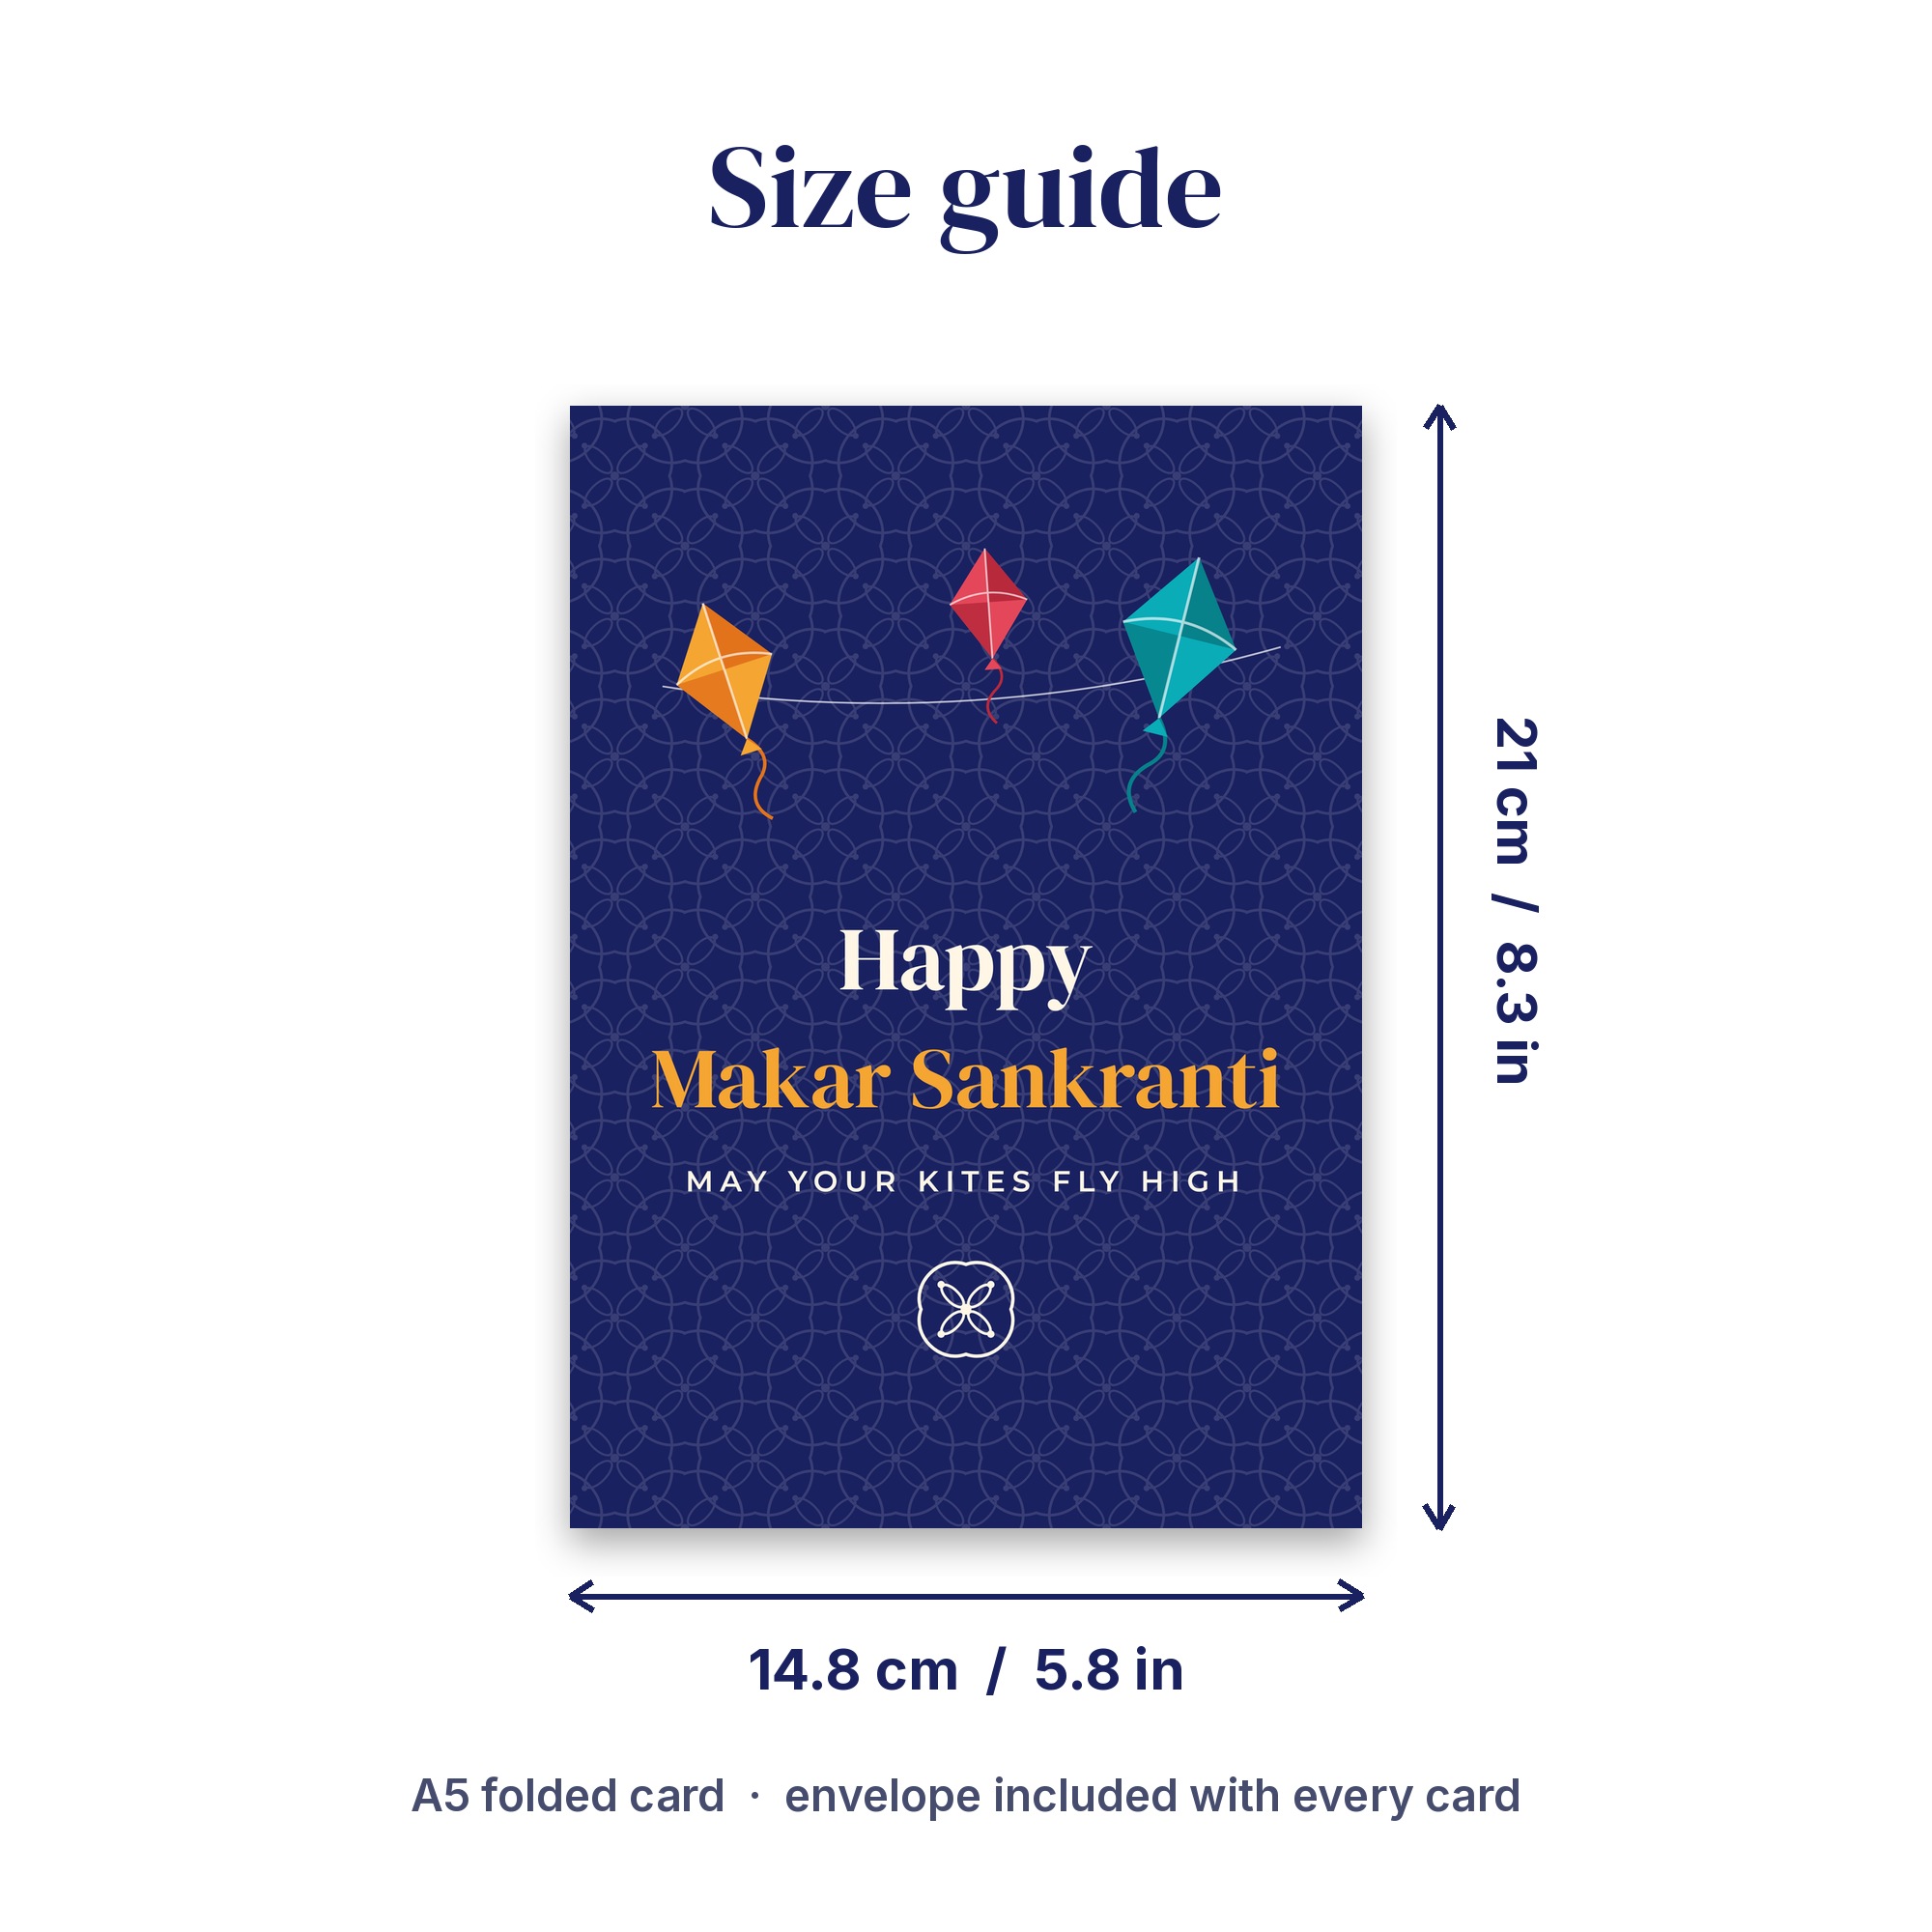 Size guide
Happy
Makar Sankranti
MAY YOUR KITES FLY HIGH
21 cm / 8.3 in
14.8 cm / 5.8 in
A5 folded card · envelope included with every card